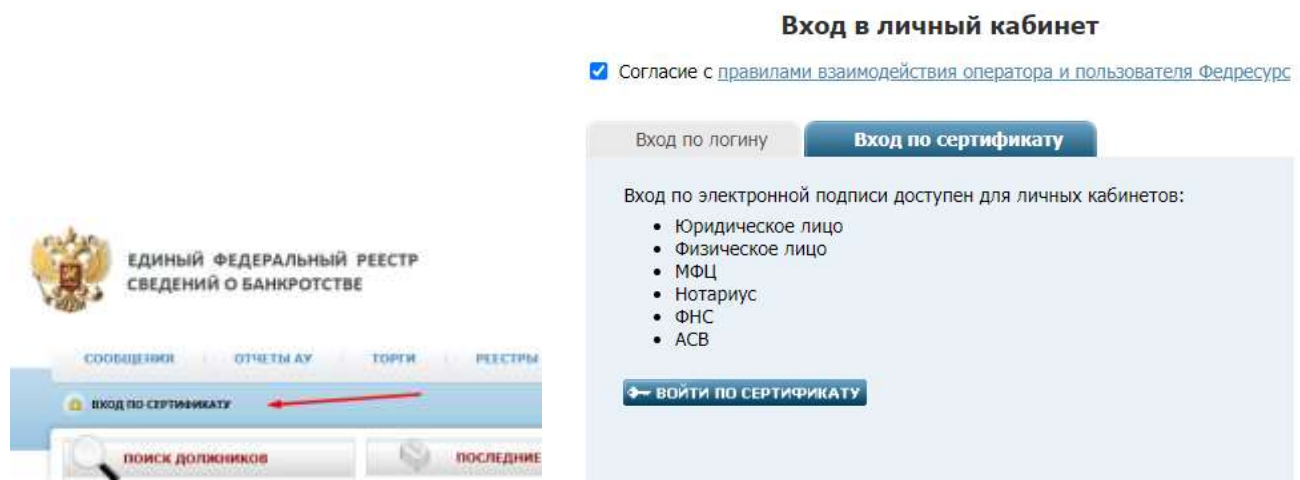 Вход в личный кабинет
Согласие с правилами взаимодействия оператора и пользователя Федресурс
Вход по логину
Вход по сертификату
Вход по электронной подписи доступен для личных кабинетов:
Юридическое лицо
Физическое лицо
МФЦ
Нотариус
ФНС
АСВ
ВОЙТИ ПО СЕРТИФИКАТУ
ЕДИНЫЙ ФЕДЕРАЛЬНЫЙ РЕЕСТР
СВЕДЕНИЙ О БАНКРОТСТВЕ
СООБЩЕНИЯ ОТЧЕТЫ АУ ТОРГИ РЕЕСТРЫ
ВХОД ПО СЕРТИФИКАТУ
ПОИСК ДОЛЖНИКОВ
ПОСЛЕДНИЕ